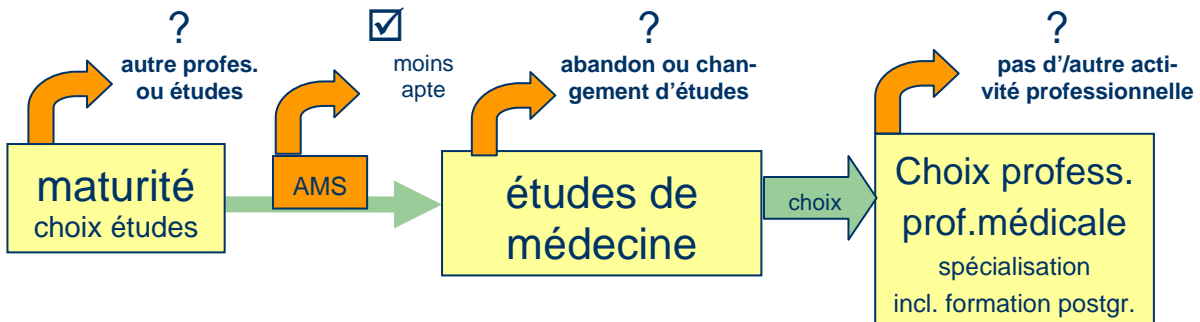 ?
autre profes.
ou études
☑
moins
apte
?
abandon ou chan-
gement d'études
?
pas d'/autre acti-
vité professionnelle
maturité
choix études
AMS
études de
médecine
choix
Choix profess.
prof.médicale
spécialisation
incl. formation postgr.